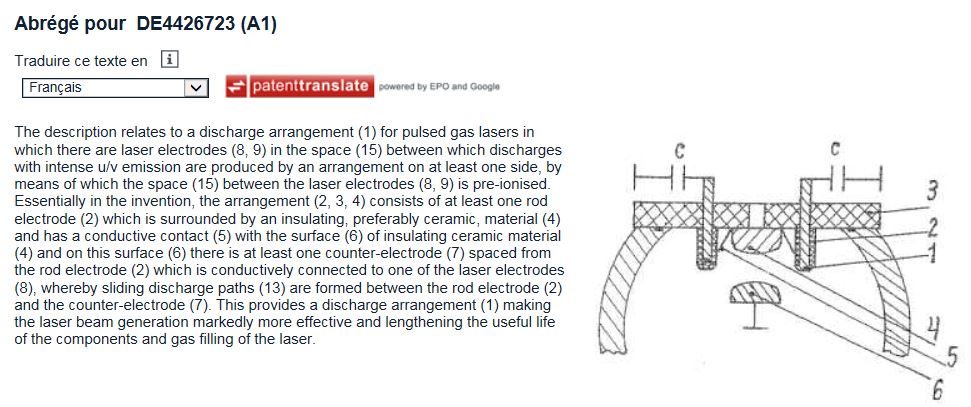 Abrégé pour DE4426723 (A1)
Traduire ce texte en i
Français
patenttranslate powered by EPO and Google
The description relates to a discharge arrangement (1) for pulsed gas lasers in
which there are laser electrodes (8, 9) in the space (15) between which discharges
with intense u/v emission are produced by an arrangement on at least one side, by
means of which the space (15) between the laser electrodes (8, 9) is pre-ionised.
Essentially in the invention, the arrangement (2, 3, 4) consists of at least one rod
electrode (2) which is surrounded by an insulating, preferably ceramic, material (4)
and has a conductive contact (5) with the surface (6) of insulating ceramic material
(4) and on this surface (6) there is at least one counter-electrode (7) spaced from
the rod electrode (2) which is conductively connected to one of the laser electrodes
(8), whereby sliding discharge paths (13) are formed between the rod electrode (2)
and the counter-electrode (7). This provides a discharge arrangement (1) making
the laser beam generation markedly more effective and lengthening the useful life
of the components and gas filling of the laser.
c c
3
2
1
4
5
6